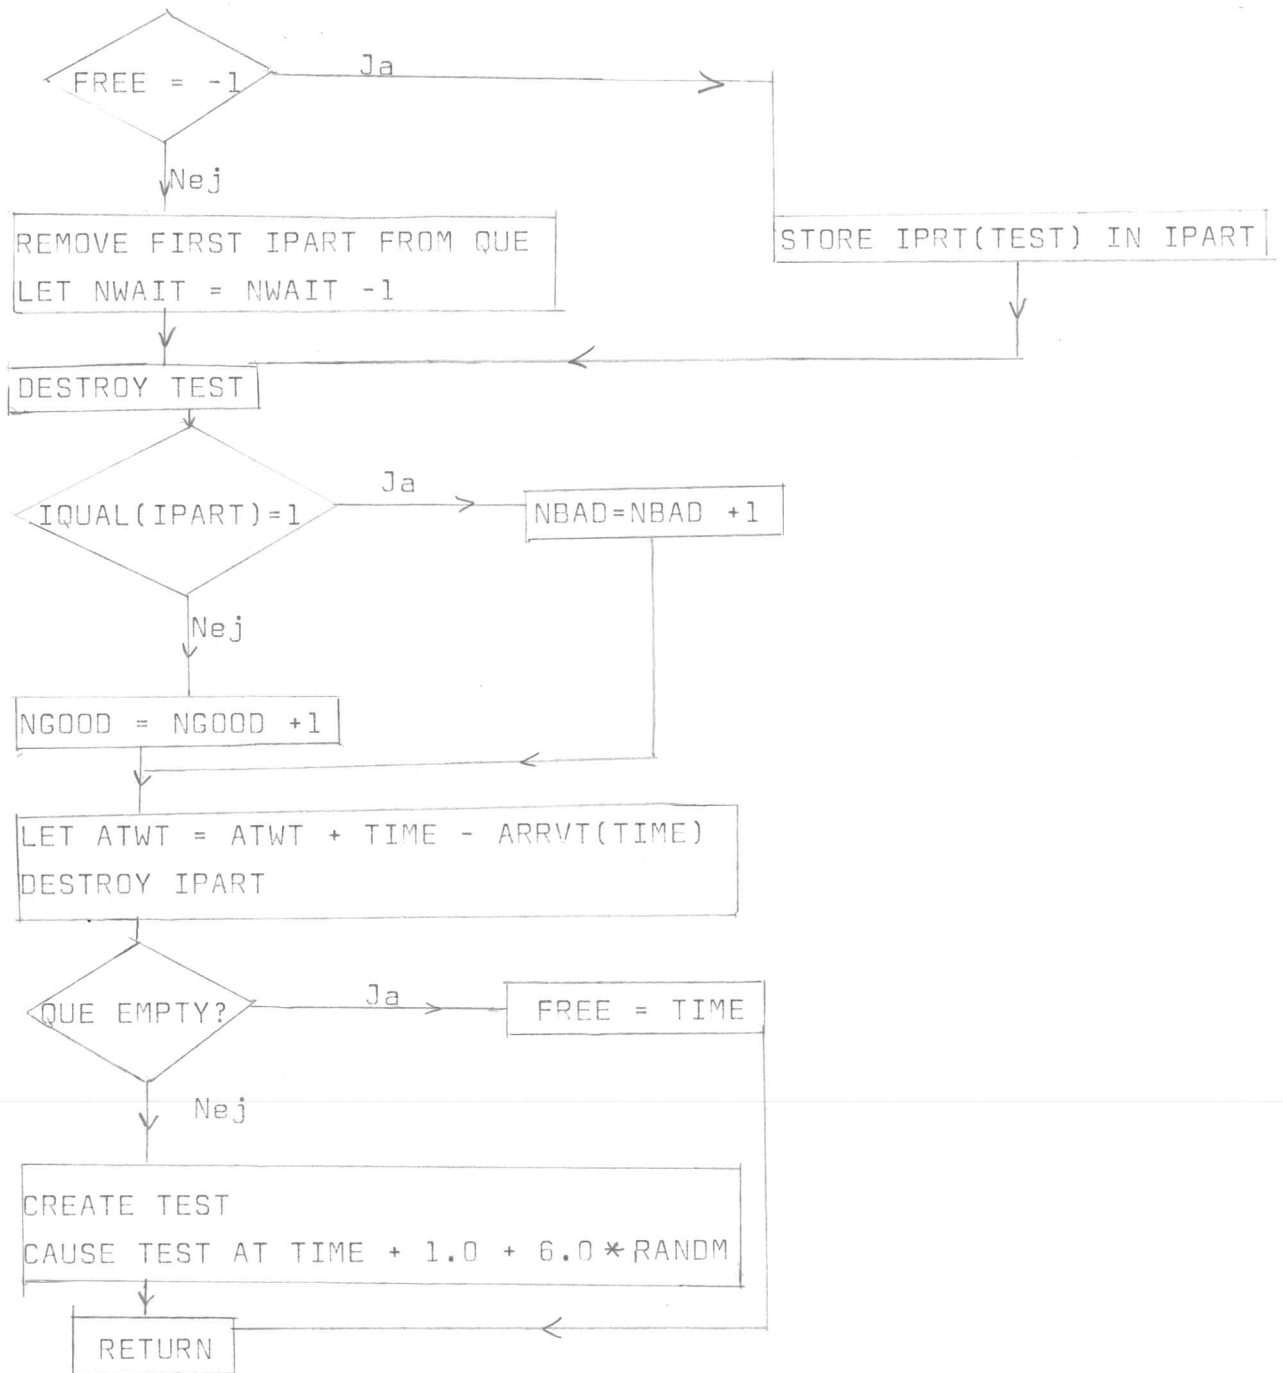 FREE = -1
Ja
Nej
REMOVE FIRST IPART FROM QUE
LET NWAIT = NWAIT -1
STORE IPRT(TEST) IN IPART
DESTROY TEST
IQUAL(IPART)=1
Ja
NBAD=NBAD +1
Nej
NGOOD = NGOOD +1
LET ATWT = ATWT + TIME - ARRVT(TIME)
DESTROY IPART
QUE EMPTY?
Ja
FREE = TIME
Nej
CREATE TEST
CAUSE TEST AT TIME + 1.0 + 6.0 * RANDM
RETURN